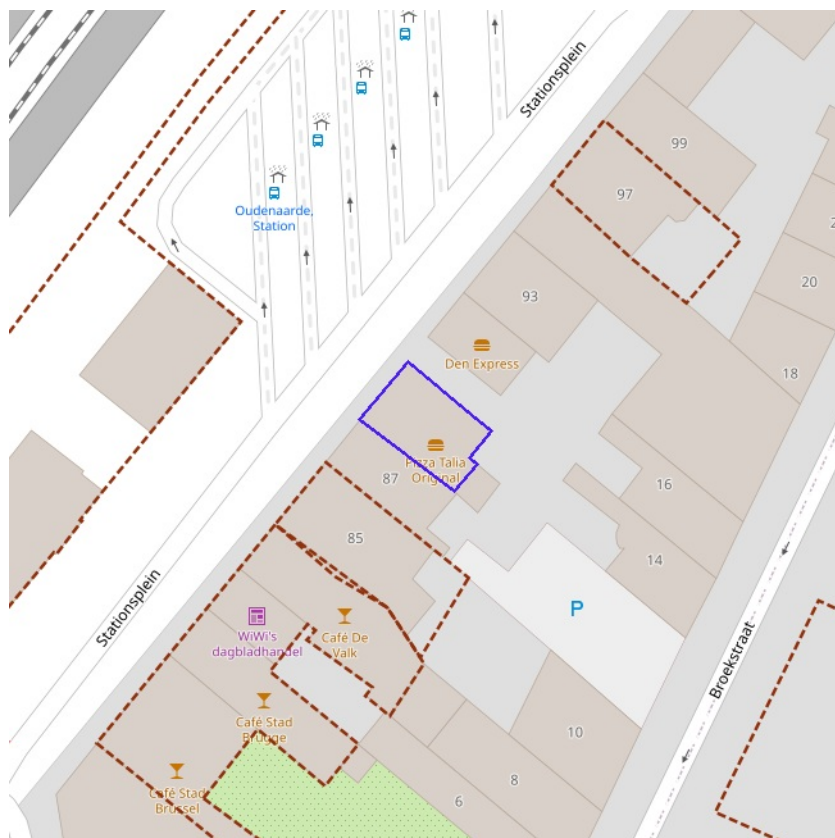 Stationsplein
99
97
Oudenaarde,
Station
2
20
93
Den Express
18
Pizza Talia
Original
87
16
85
14
P
Stationsplein
WiWi's
dagbladhandel
Café De
Valk
Broekstraat
Café Stad
Brugge
10
8
Café Stad
Brussel
6